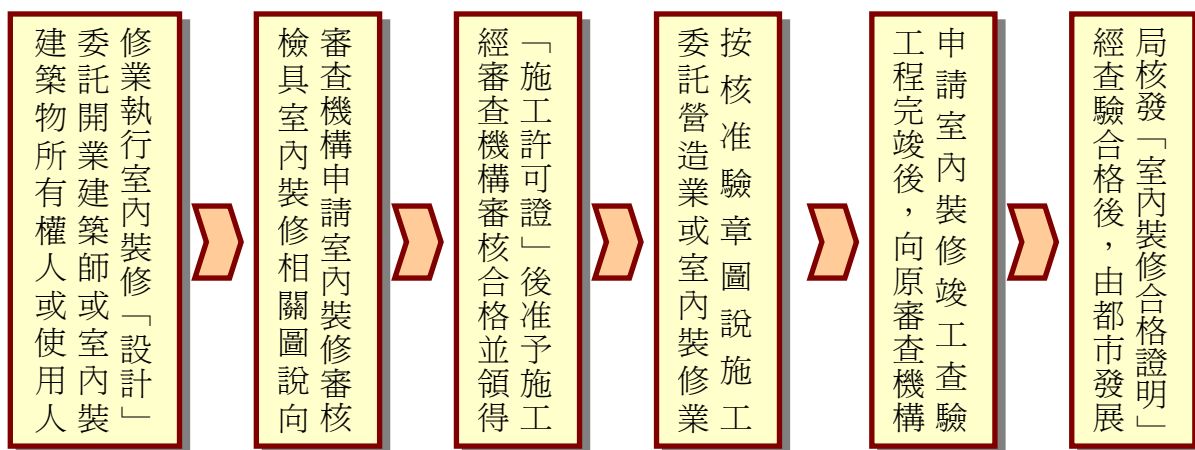 建築物所有權人或使用人
委託開業建築師或室內裝
修業執行室內裝修「設計」
檢具室內裝修相關圖說向
審查機構申請室內裝修審核
經審查機構審核合格並領得
「施工許可證」後准予施工
委託營造業或室內裝修業
按核准驗章圖說施工
工程完竣後，向原審查機構
申請室內裝修竣工查驗
經查驗合格後，由都市發展
局核發「室內裝修合格證明」